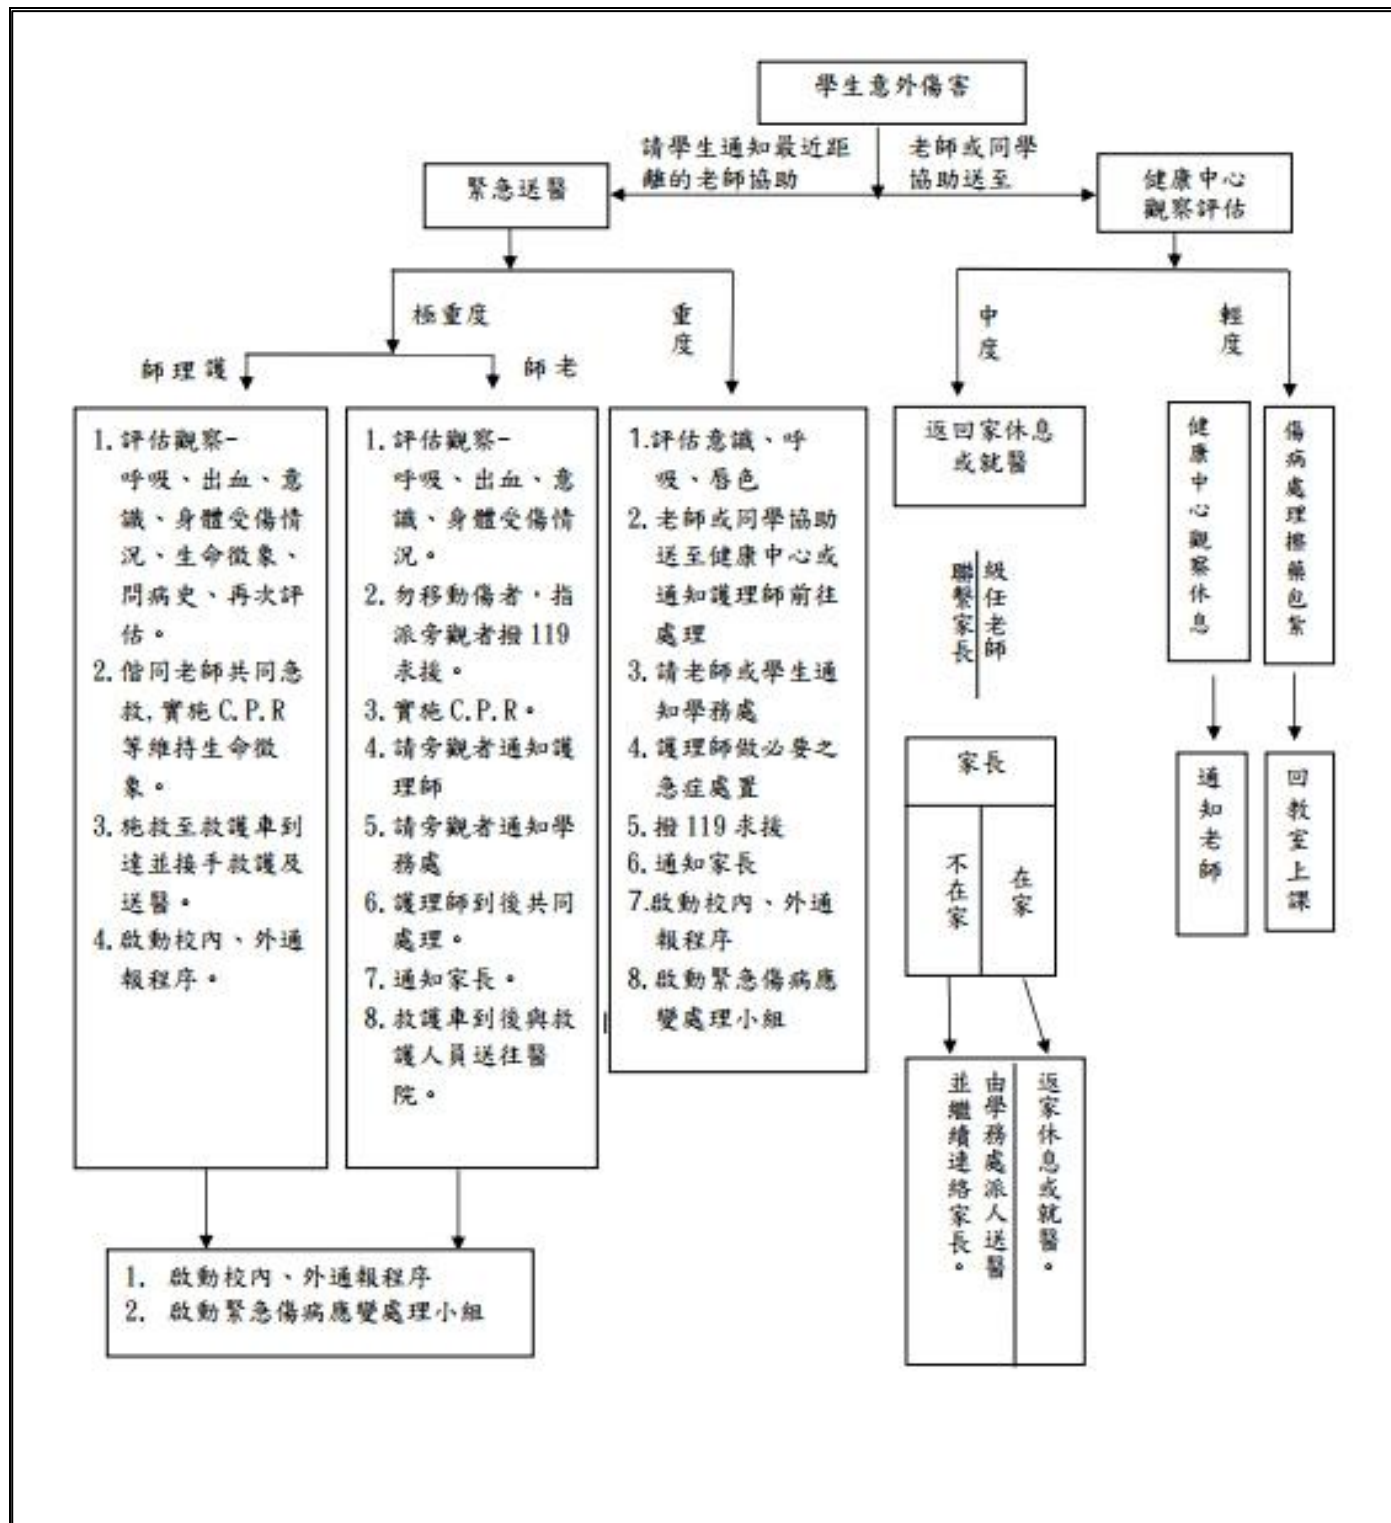 學生意外傷害
請學生通知最近距
離的老師協助
老師或同學
協助送至
緊急送醫
健康中心
觀察評估
極重度
重度
中度
輕度
師理護
師老
1.評估觀察-
呼吸、出血、意
識、身體受傷情
況、生命徵象、
問病史、再次評
估。
2.偕同老師共同急
救,實施C.P.R
等維持生命徵
象。
3.施救至救護車到
達並接手救護及
送醫。
4.啟動校內、外通
報程序。
1.評估觀察-
呼吸、出血、意
識、身體受傷情
況。
2.勿移動傷者,指
派旁觀者撥119
求援。
3.實施C.P.R。
4.請旁觀者通知護
理師
5.請旁觀者通知學
務處
6.護理師到後共同
處理。
7.通知家長。
8.救護車到後與救
護人員送往醫
院。
1.評估意識、呼
吸、唇色
2.老師或同學協助
送至健康中心或
通知護理師前往
處理
3.請老師或學生通
知學務處
4.護理師做必要之
急症處置
5.撥119求援
6.通知家長
7.啟動校內、外通
報程序
8.啟動緊急傷病應
變處理小組
返回家休息
或就醫
級任老師
聯繫家長
家長
不在家
在家
由學務處派人送醫
並繼續連絡家長。
返家休息或就醫。
健康中心觀察休息
傷病處理擦藥包紮
通知老師
回教室上課
1. 啟動校內、外通報程序
2. 啟動緊急傷病應變處理小組